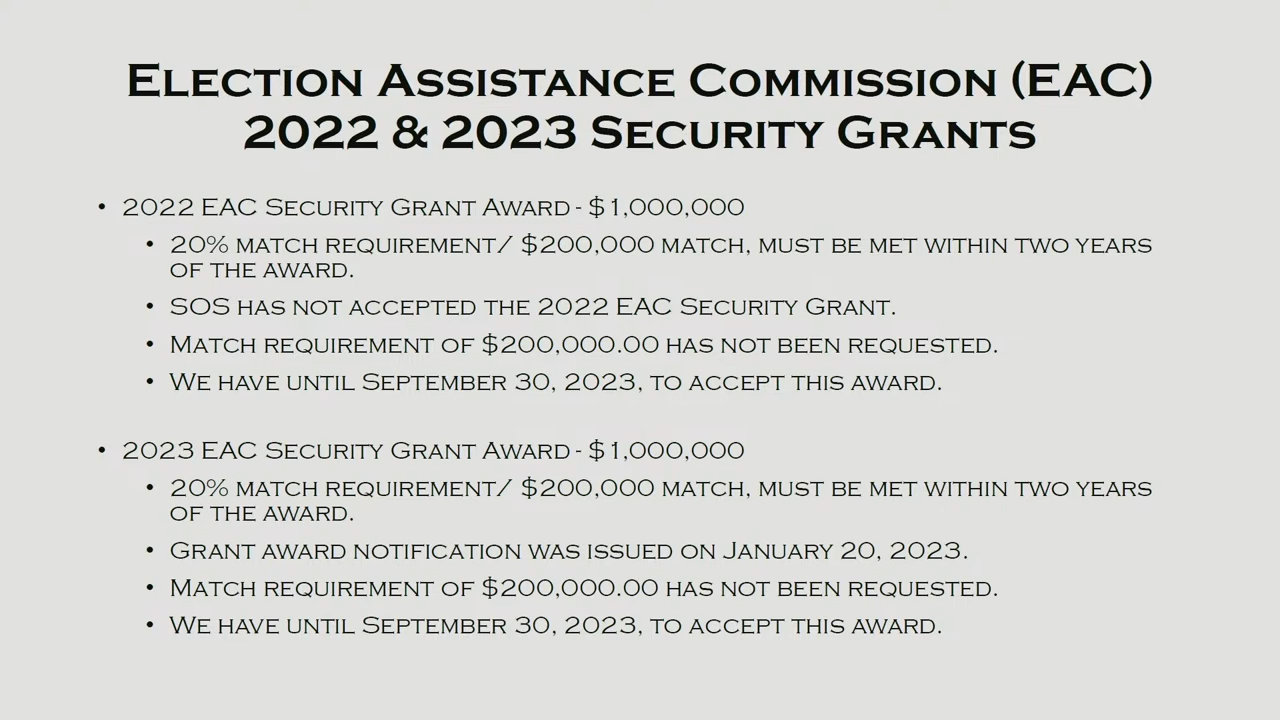 Election Assistance Commission (EAC)
2022 & 2023 Security Grants
• 2022 EAC Security Grant Award - $1,000,000
• 20% match requirement/ $200,000 match, must be met within two years
of the award.
• SOS has not accepted the 2022 EAC Security Grant.
• Match requirement of $200,000.00 has not been requested.
• We have until September 30, 2023, to accept this award.
• 2023 EAC Security Grant Award - $1,000,000
• 20% match requirement/ $200,000 match, must be met within two years
of the award.
• Grant award notification was issued on January 20, 2023.
• Match requirement of $200,000.00 has not been requested.
• We have until September 30, 2023, to accept this award.